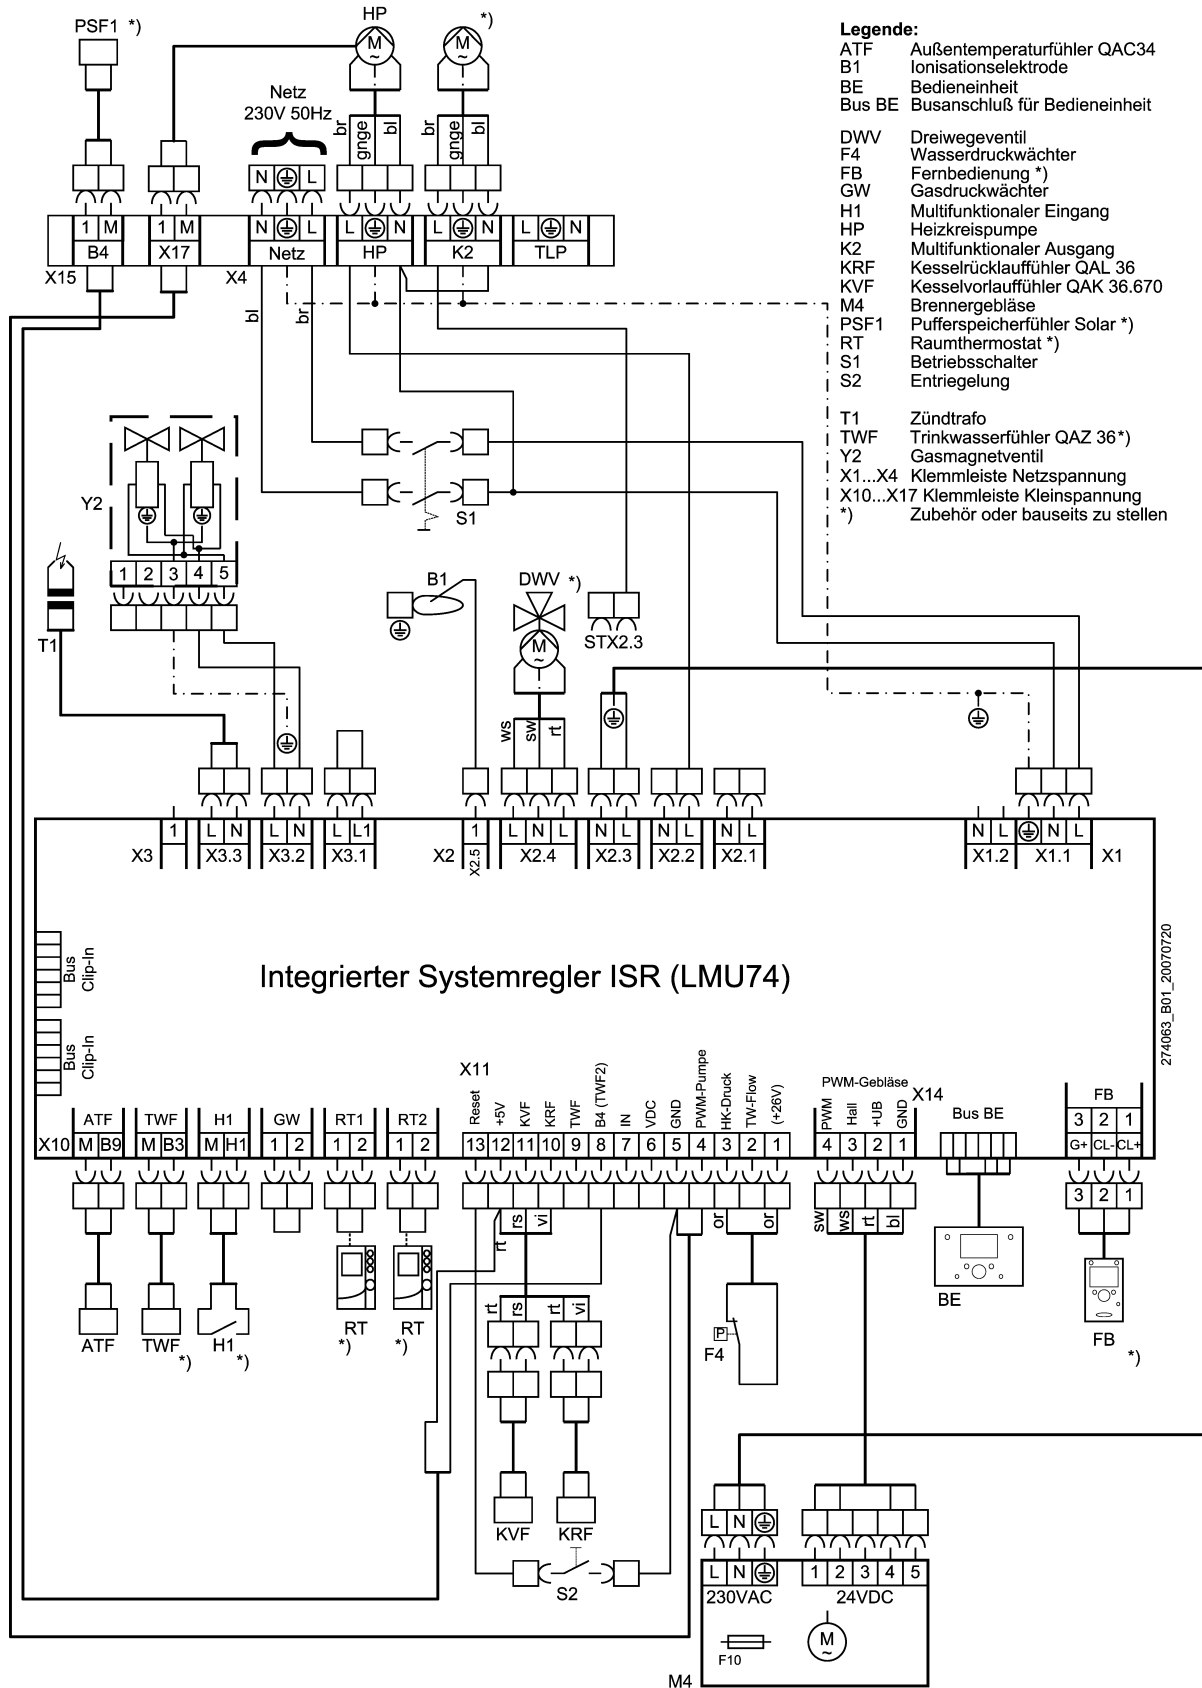 PSF1 *)
HP
M
~
*)
M
~
Netz
230V 50Hz
br
gnge
bl
br
gnge
bl
N L
1 M
B4
1 M
X17
N L
Netz
L N
HP
L N
K2
L N
TLP
X15
X4
bl
br
Legende:
ATF Außentemperaturfühler QAC34
B1 Ionisationselektrode
BE Bedieneinheit
Bus BE Busanschluß für Bedieneinheit
DWV Dreiwegeventil
F4 Wasserdruckwächter
FB Fernbedienung *)
GW Gasdruckwächter
H1 Multifunktionaler Eingang
HP Heizkreispumpe
K2 Multifunktionaler Ausgang
KRF Kesselrücklauffühler QAL 36
KVF Kesselvorlauffühler QAK 36.670
M4 Brennergebläse
PSF1 Pufferspeicherfühler Solar *)
RT Raumthermostat *)
S1 Betriebsschalter
S2 Entriegelung
T1 Zündtrafo
TWF Trinkwasserfühler QAZ 36*)
Y2 Gasmagnetventil
X1...X4 Klemmleiste Netzspannung
X10...X17 Klemmleiste Kleinspannung
*) Zubehör oder bauseits zu stellen
Y2
1 2 3 4 5
T1
S1
B1
DWV *)
M
~
STX2.3
ws
sw
rt
X3
1
L N
X3.3
L N
X3.2
L L1
X3.1
X2
1
X2.5
L N L
X2.4
N L
X2.3
N L
X2.2
N L
X2.1
N L
X1.2
N L
X1.1
X1
Bus
Clip-In
Bus
Clip-In
Integrierter Systemregler ISR (LMU74)
274063_B01_20070720
X10
ATF
M B9
TWF
M B3
H1
M H1
GW
1 2
RT1
1 2
RT2
1 2
X11
Reset
+5V
KVF
KRF
TWF
B4 (TWF2)
IN
VDC
GND
PWM-Pumpe
HK-Druck
TW-Flow
(+26V)
13 12 11 10 9 8 7 6 5 4 3 2 1
PWM-Gebläse
X14
PWM
Hall
+UB
GND
4 3 2 1
Bus BE
FB
3 2 1
G+ CL- CL+
3 2 1
rt
rs
vi
or
or
sw
ws
rt
bl
ATF
TWF *)
H1 *)
RT
*)
RT
*)
rt
rs
rt
vi
P
F4
BE
FB
*)
KVF
KRF
S2
L N
L N
230VAC
1 2 3 4 5
24VDC
F10
M
~
M4